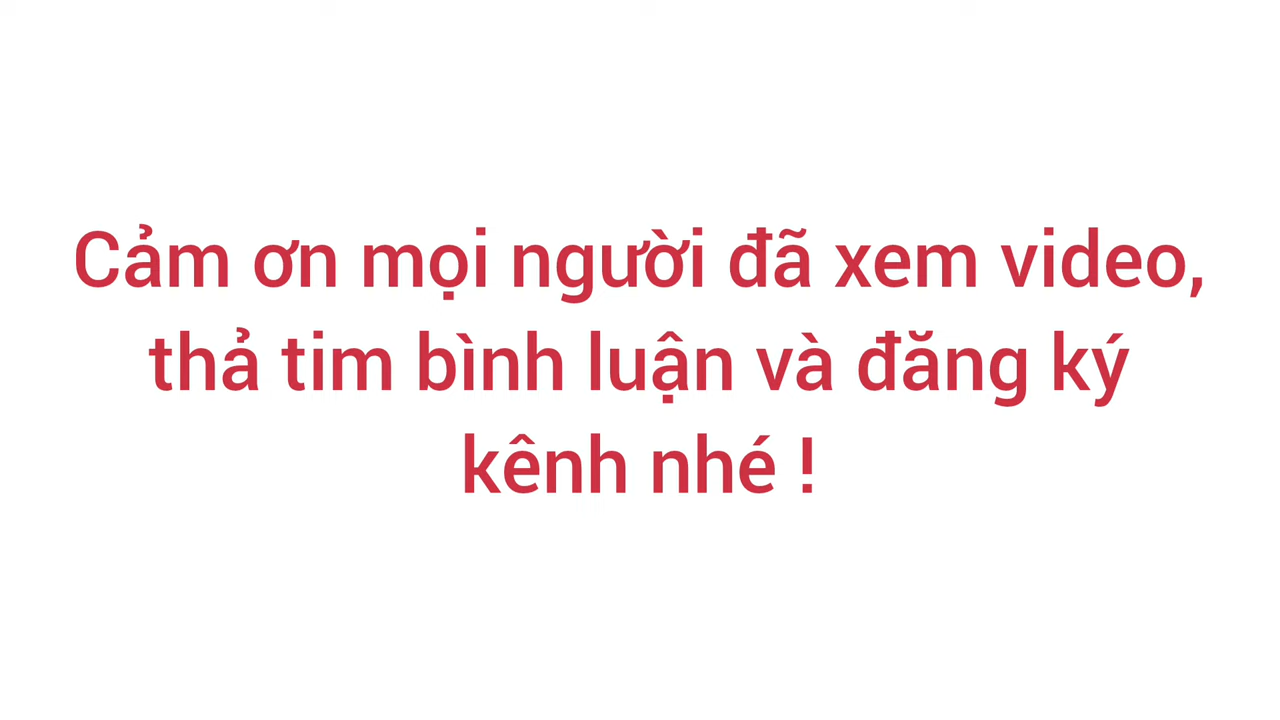 Cảm ơn mọi người đã xem video,
thả tim bình luận và đăng ký
kênh nhé !